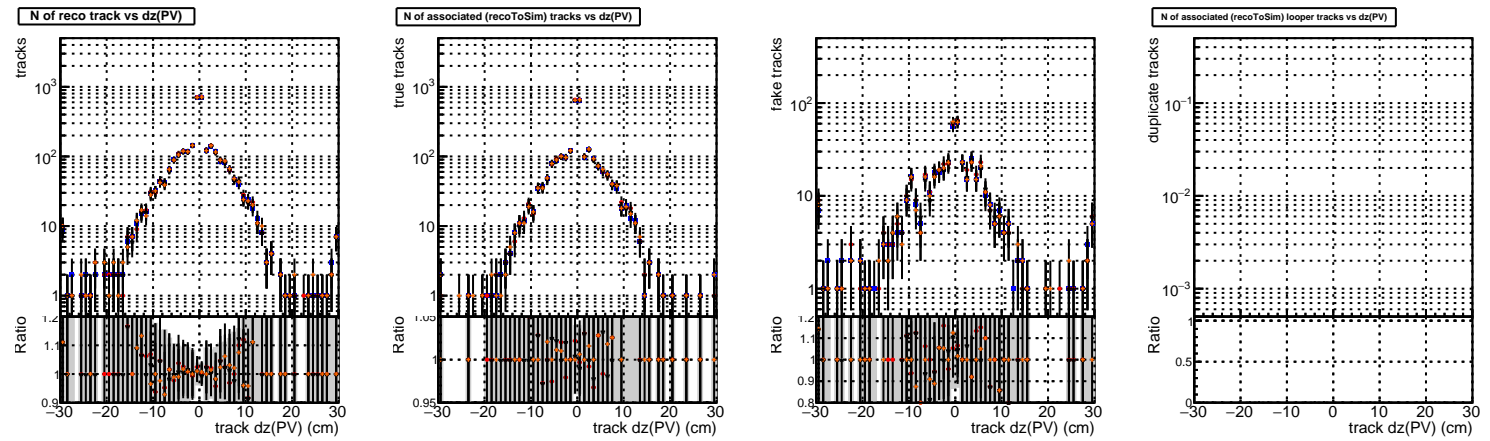 N of reco track vs dz(PV)
tracks
10³
10²
10
1
Ratio
1.2
1.1
1
0.9
−30 −20 −10 0 10 20 30
track dz(PV) (cm)
N of associated (recoToSim) tracks vs dz(PV)
true tracks
10³
10²
10
1
Ratio
1.05
1
0.95
−30 −20 −10 0 10 20 30
track dz(PV) (cm)
fake tracks
10²
10
1
Ratio
1.2
1.1
1
0.9
0.8
−30 −20 −10 0 10 20 30
track dz(PV) (cm)
N of associated (recoToSim) looper tracks vs dz(PV)
duplicate tracks
10⁻¹
10⁻²
10⁻³
Ratio
1
0.5
0
−30 −20 −10 0 10 20 30
track dz(PV) (cm)